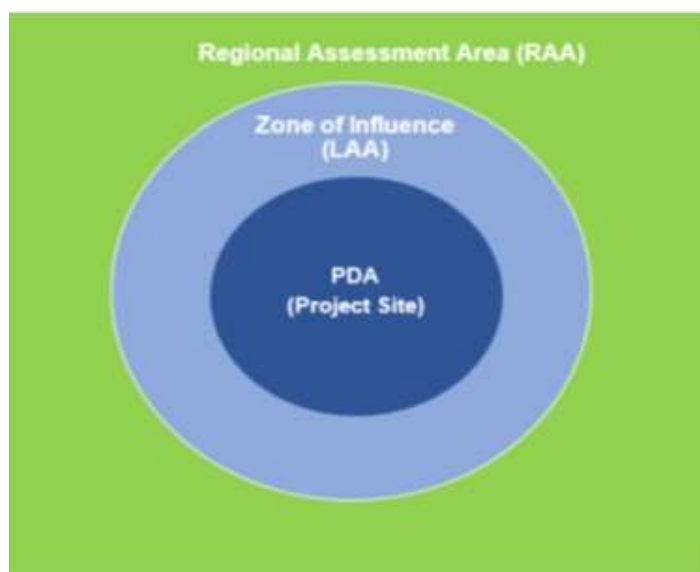 Regional Assessment Area (RAA)
Zone of Influence
(LAA)
PDA
(Project Site)